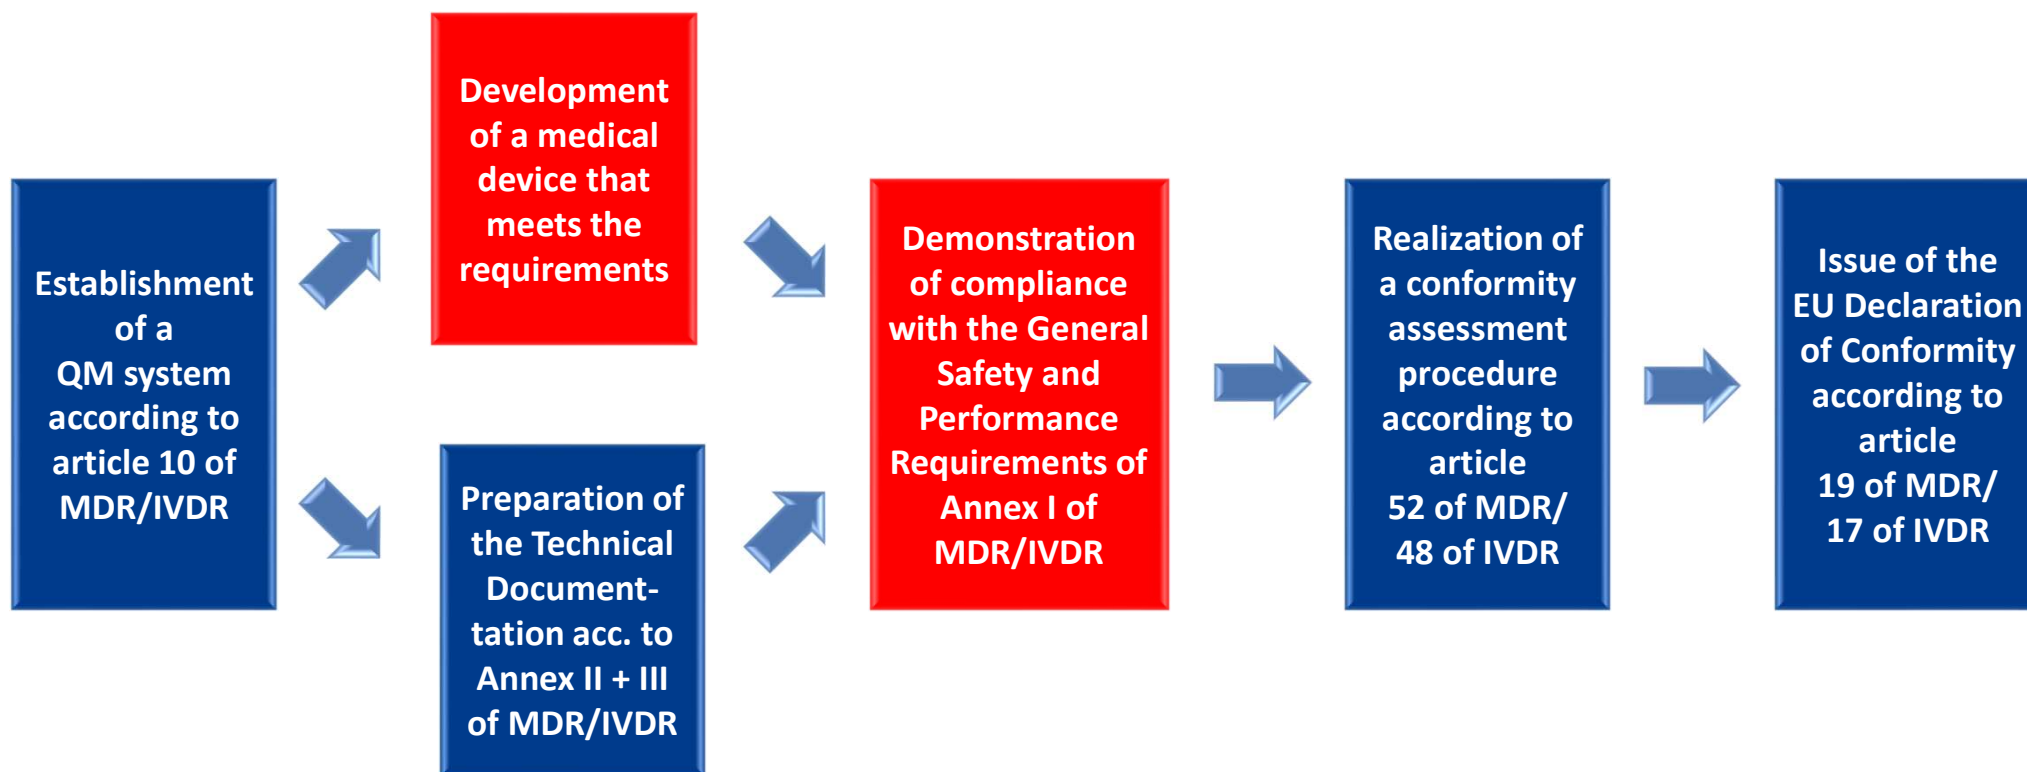 Establishment
of a
QM system
according to
article 10 of
MDR/IVDR
Development
of a medical
device that
meets the
requirements
Preparation of
the Technical
Document-
tation acc. to
Annex II + III
of MDR/IVDR
Demonstration
of compliance
with the General
Safety and
Performance
Requirements of
Annex I of
MDR/IVDR
Realization of
a conformity
assessment
procedure
according to
article
52 of MDR/
48 of IVDR
Issue of the
EU Declaration
of Conformity
according to
article
19 of MDR/
17 of IVDR